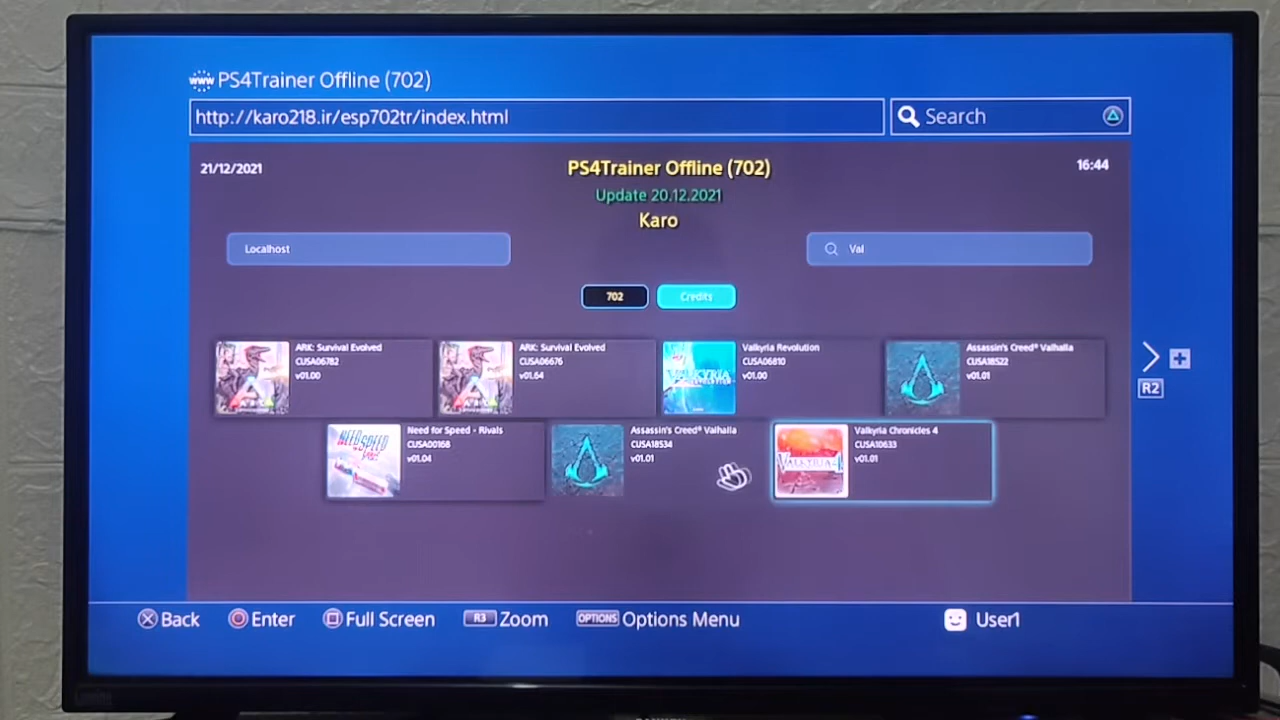 www PS4Trainer Offline (702)
http://karo218.ir/esp702tr/index.html
Search
21/12/2021
PS4Trainer Offline (702)
16:44
Update 20.12.2021
Karo
Localhost
Val
702
Credits
ARK: Survival Evolved
CUSA06782
v01.00
ARK: Survival Evolved
CUSA06676
v01.64
Valkyria Revolution
CUSA06810
v01.00
Assassin's Creed® Valhalla
CUSA18522
v01.01
R2
Need for Speed - Rivals
CUSA00168
v01.04
Assassin's Creed® Valhalla
CUSA18534
v01.01
Valkyria Chronicles 4
CUSA10633
v01.01
Back
Enter
Full Screen
R3 Zoom
OPTIONS Options Menu
User1